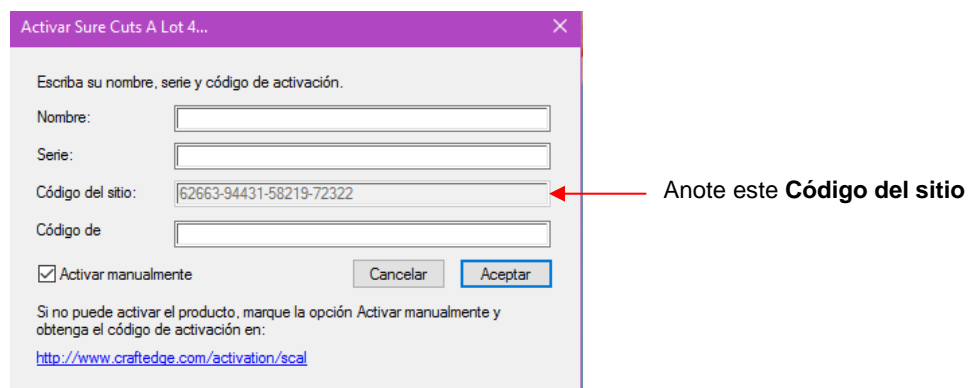 Activar Sure Cuts A Lot 4...
Escriba su nombre, serie y código de activación.
Nombre:
Serie:
Código del sitio: 62663-94431-58219-72322
Anote este Código del sitio
Código de
Activar manualmente Cancelar Aceptar
Si no puede activar el producto, marque la opción Activar manualmente y
obtenga el código de activación en:
http://www.craftedge.com/activation/scal